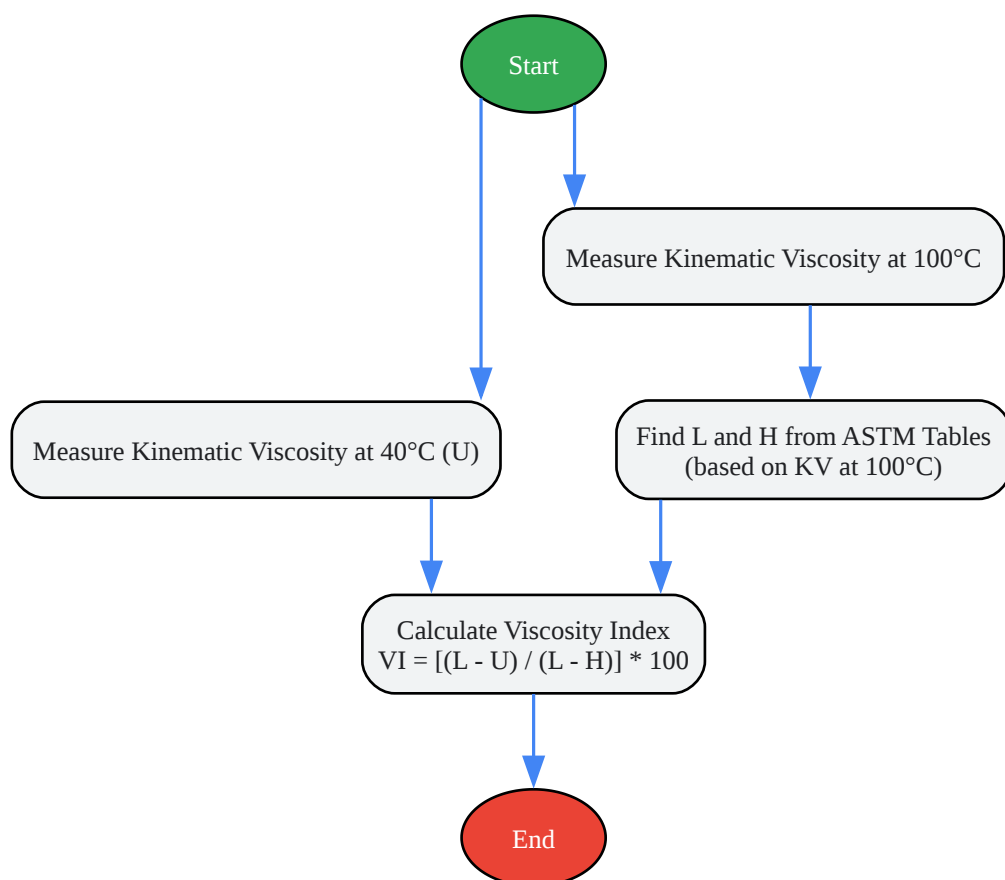 Start
Measure Kinematic Viscosity at 100°C
Measure Kinematic Viscosity at 40°C (U)
Find L and H from ASTM Tables
(based on KV at 100°C)
Calculate Viscosity Index
VI = [(L - U) / (L - H)] * 100
End